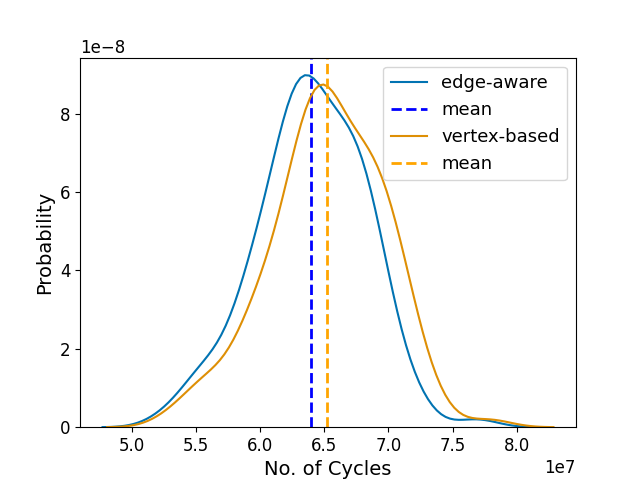 1e−8
edge-aware
mean
vertex-based
mean
Probability
8
6
4
2
0
5.0 5.5 6.0 6.5 7.0 7.5 8.0
No. of Cycles
1e7